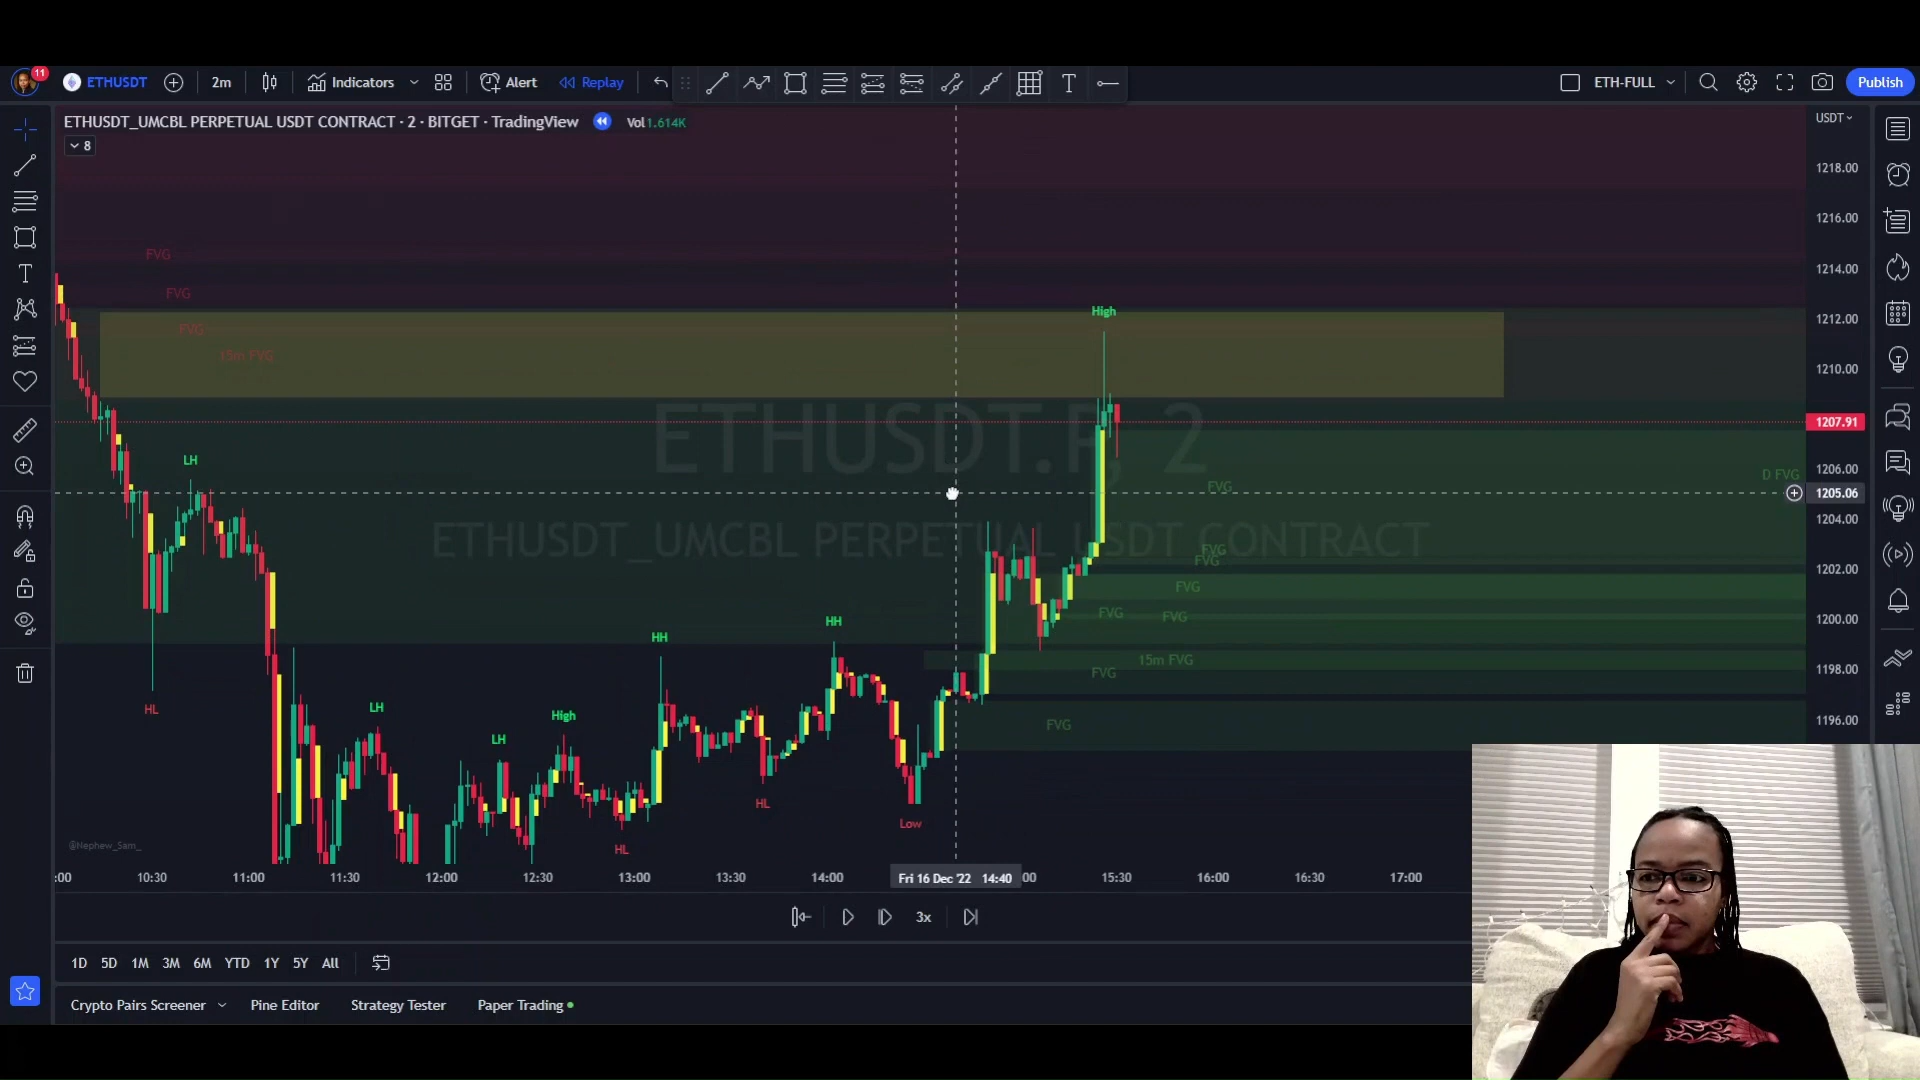 11
ETHUSDT 2m Indicators Alert Replay ETH-FULL Publish
ETHUSDT_UMCBL PERPETUAL USDT CONTRACT · 2 · BITGET · TradingView Vol 1.614K
8
USDT
1218.00
1216.00
1214.00
1212.00
1210.00
1207.91
1206.00
1205.06
1204.00
1202.00
1200.00
1198.00
1196.00
FVG
FVG
High
FVG
15m FVG
ETHUSDT.P, 2
LH
D FVG
FVG
ETHUSDT_UMCBL PERPETUAL USDT CONTRACT
FVG
FVG
FVG
FVG
FVG
HH
HH
15m FVG
FVG
HL
LH
High
FVG
LH
HL
Low
@Nephew_Sam_
HL
:00 10:30 11:00 11:30 12:00 12:30 13:00 13:30 14:00 Fri 16 Dec '22 14:40 :00 15:30 16:00 16:30 17:00
3x
1D 5D 1M 3M 6M YTD 1Y 5Y All
Crypto Pairs Screener Pine Editor Strategy Tester Paper Trading